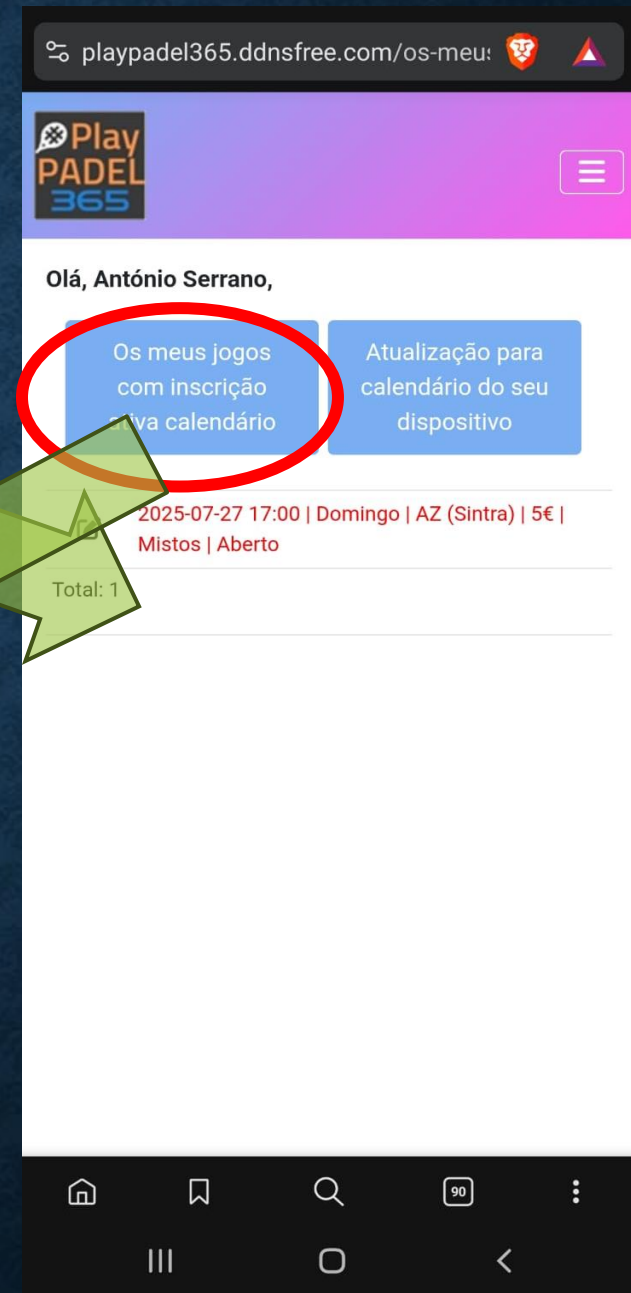 playpadel365.ddnsfree.com/os-meus
Play
PADEL
365
Olá, António Serrano,
Os meus jogos
com inscrição
ativa calendário
Atualização para
calendário do seu
dispositivo
2025-07-27 17:00 | Domingo | AZ (Sintra) | 5€ |
Mistos | Aberto
Total: 1
90